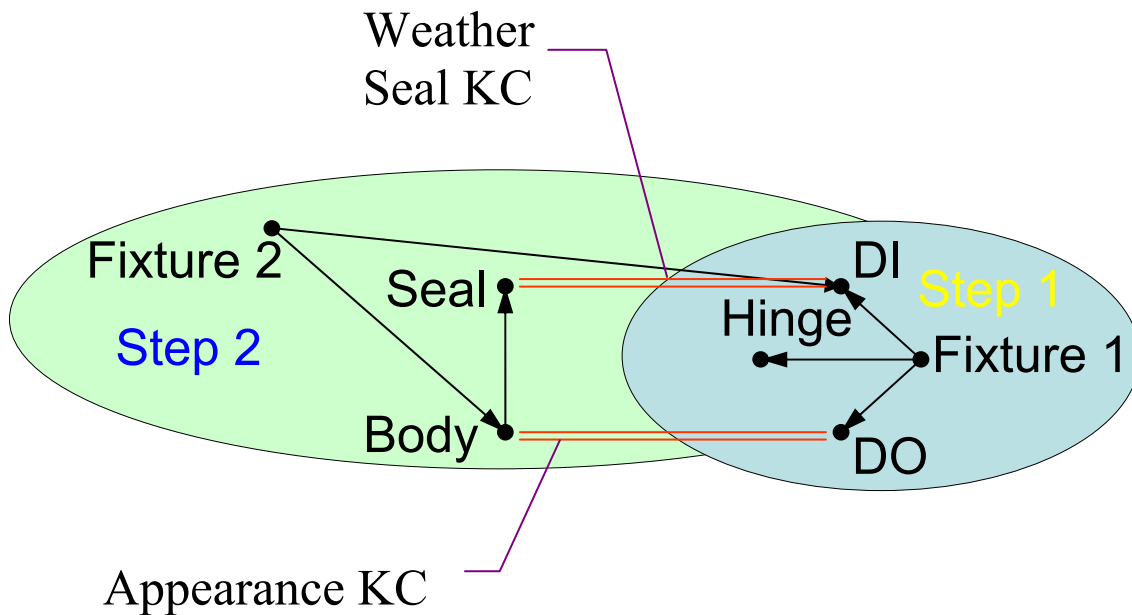 Weather
Seal KC
Fixture 2
DI
Seal
Step 1
Hinge
Step 2
Fixture 1
Body
DO
Appearance KC